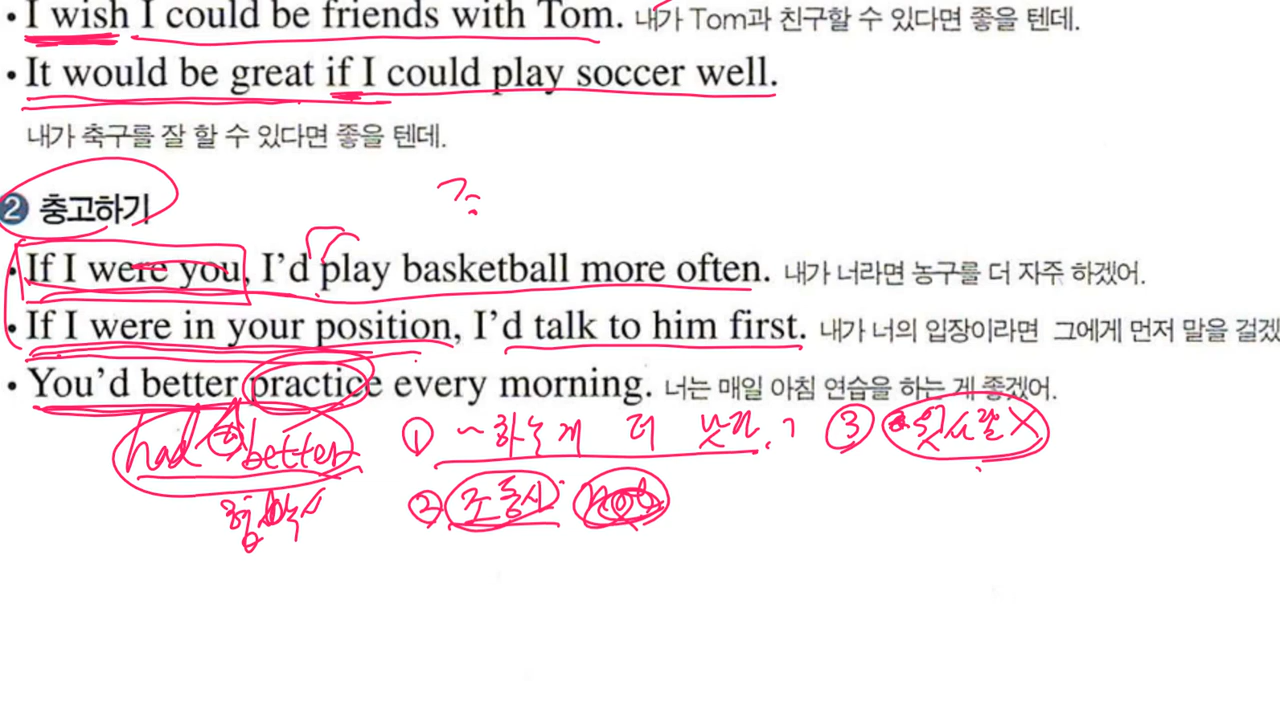 • I wish I could be friends with Tom. 내가 Tom과 친구할 수 있다면 좋을 텐데.
• It would be great if I could play soccer well.
내가 축구를 잘 할 수 있다면 좋을 텐데.
2 충고하기
• If I were you, I'd play basketball more often. 내가 너라면 농구를 더 자주 하겠어.
• If I were in your position, I'd talk to him first. 내가 너의 입장이라면 그에게 먼저 말을 걸겠
• You'd better practice every morning. 너는 매일 아침 연습을 하는 게 좋겠어.
had better ① ~하는게 더 낫다. ③
② 조동사 not